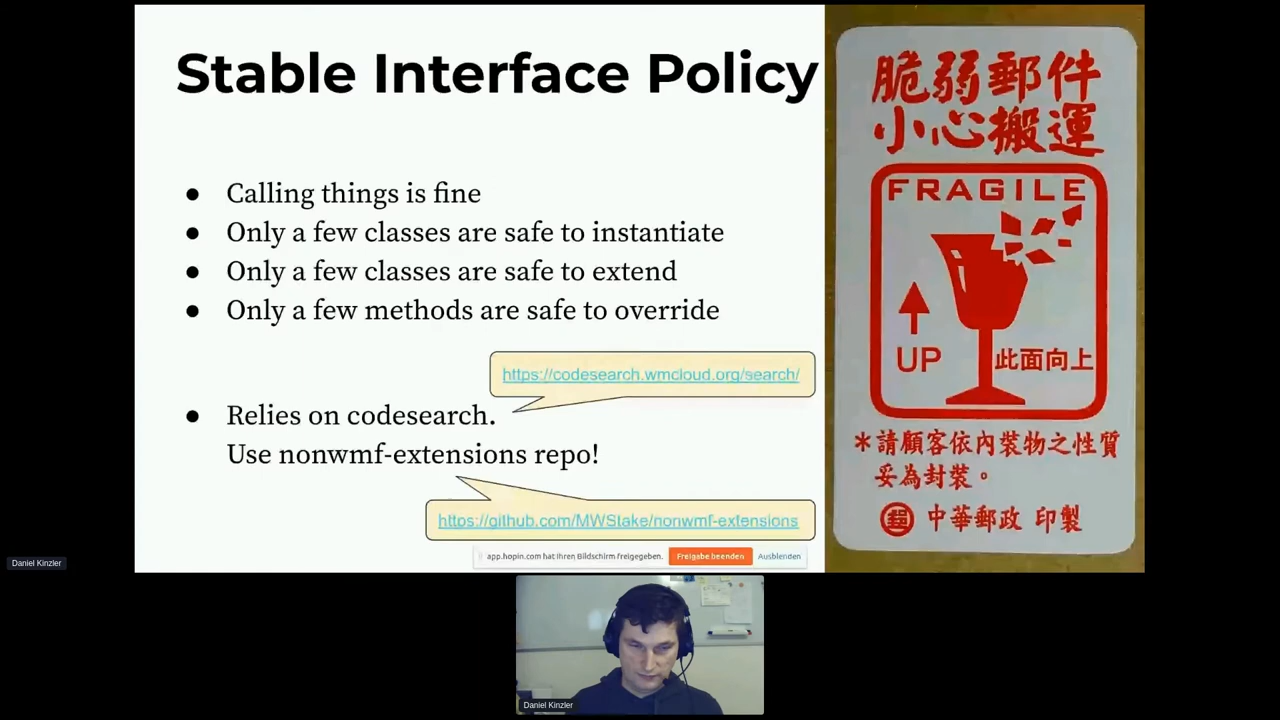 Stable Interface Policy
● Calling things is fine
● Only a few classes are safe to instantiate
● Only a few classes are safe to extend
● Only a few methods are safe to override
https://codesearch.wmcloud.org/search/
● Relies on codesearch.
Use nonwmf-extensions repo!
https://github.com/MWStake/nonwmf-extensions
app.hopin.com hat Ihren Bildschirm freigegeben. Freigabe beenden Ausblenden
脆弱郵件
小心搬運
FRAGILE
UP 此面向上
*請顧客依內裝物之性質
妥為封裝。
中華郵政 印製
Daniel Kinzler
Daniel Kinzler